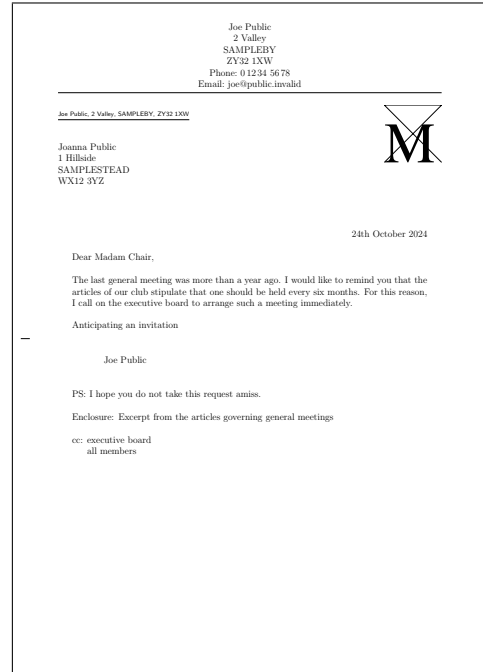 Joe Public
2 Valley
SAMPLEBY
ZY32 1XW
Phone: 0 12 34 56 78
Email: joe@public.invalid
Joe Public, 2 Valley, SAMPLEBY, ZY32 1XW
M
Joanna Public
1 Hillside
SAMPLESTEAD
WX12 3YZ
24th October 2024
Dear Madam Chair,
The last general meeting was more than a year ago. I would like to remind you that the
articles of our club stipulate that one should be held every six months. For this reason,
I call on the executive board to arrange such a meeting immediately.
Anticipating an invitation
Joe Public
PS: I hope you do not take this request amiss.
Enclosure: Excerpt from the articles governing general meetings
cc: executive board
all members